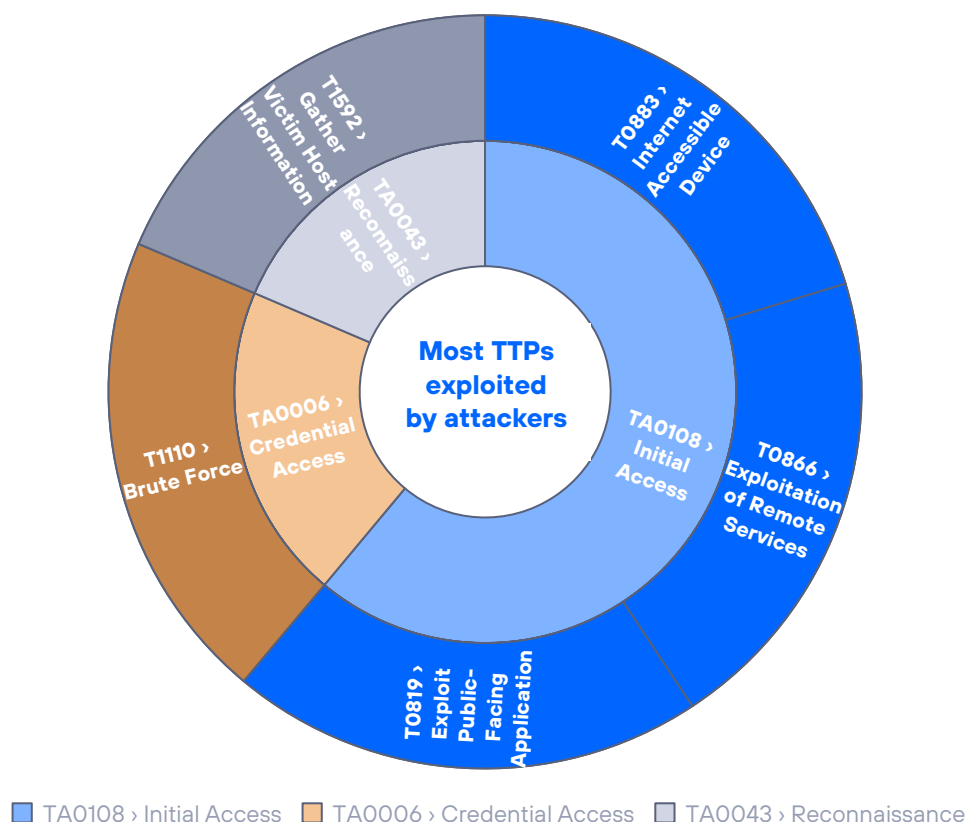 T1592 ›
Gather
Victim Host
Information
T0883 ›
Internet
Accessible
Device
TA0043 ›
Reconnaiss
ance
Most TTPs
exploited
by attackers
TA0006 ›
Credential
Access
TA0108 ›
Initial
Access
T1110 ›
Brute Force
T0866 ›
Exploitation
of Remote
Services
T0819 ›
Exploit
Public-
Facing
Application
TA0108 › Initial Access
TA0006 › Credential Access
TA0043 › Reconnaissance